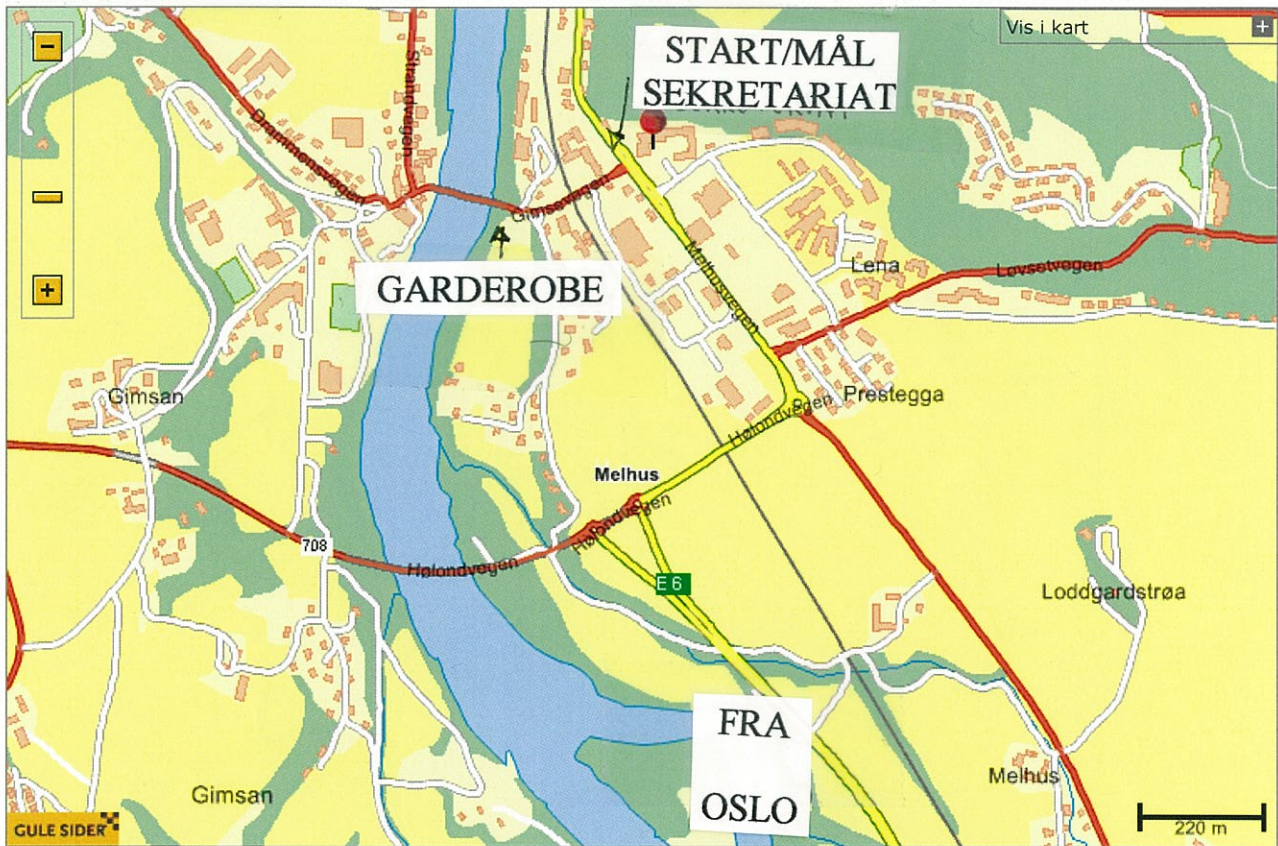 Vis i kart
START/MÅL
SEKRETARIAT
Strandvegen
Drammensvegen
Gimsevegen
GARDEROBE
Melhusvegen
Lena
Løvsetvegen
Gimsan
Prestegga
Hølondvegen
Melhus
Hølondvegen
708
Hølondvegen
E 6
Loddgardstrøa
FRA
OSLO
Melhus
Gimsan
GULE SIDER
220 m